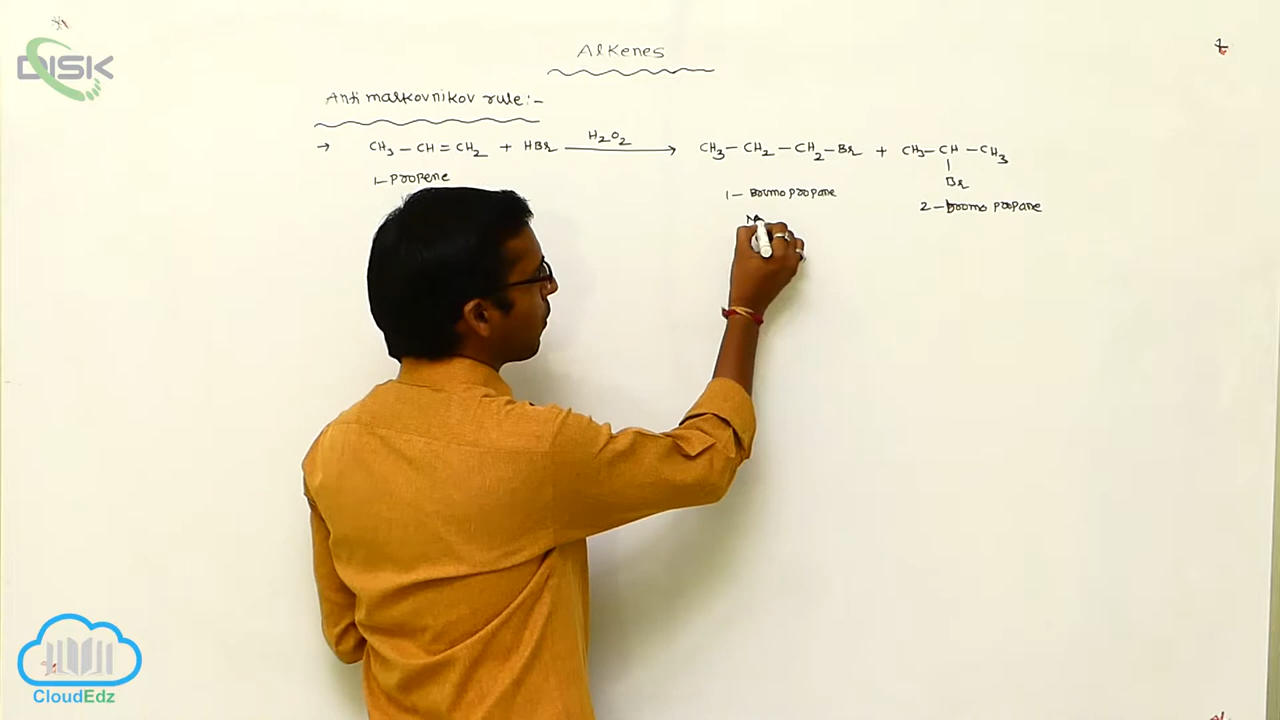 DISK
Alkenes
Anti markovnikov rule:-
→ CH3 – CH = CH2 + HBr —H2O2→ CH3 – CH2 – CH2 – Br + CH3 – CH – CH3
|
Br
1-Propene
1 – Bromo propane
2 – bromo propane
CloudEdz